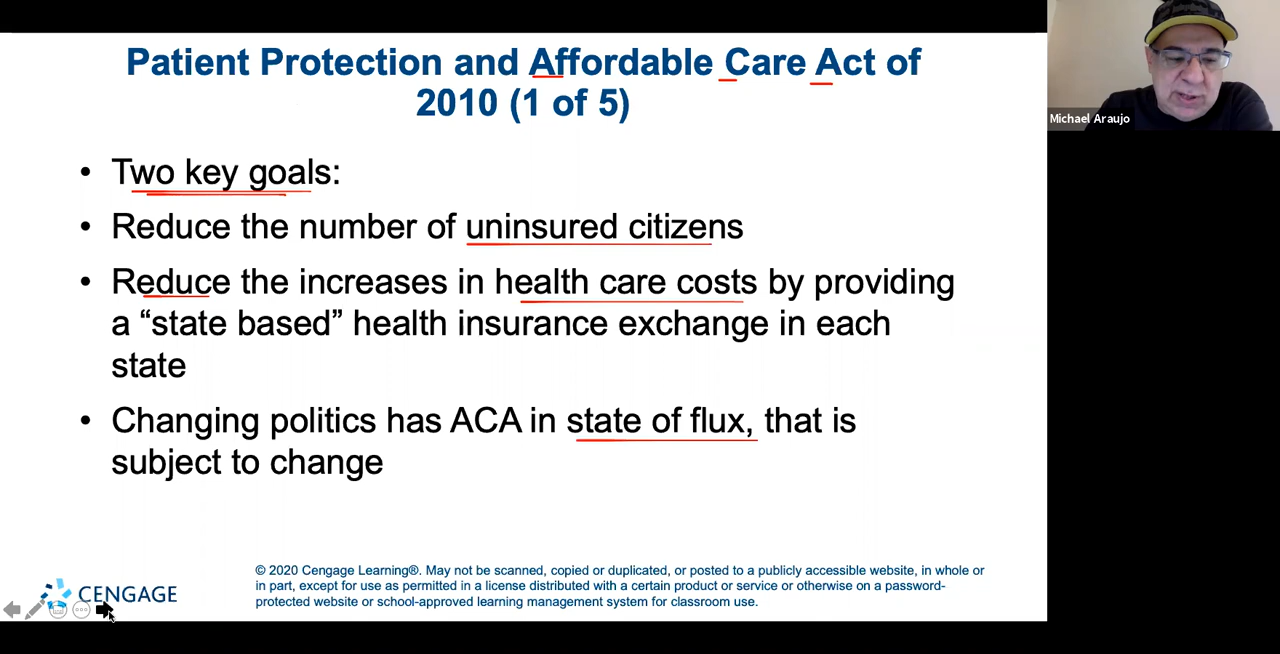 Patient Protection and Affordable Care Act of
2010 (1 of 5)
• Two key goals:
• Reduce the number of uninsured citizens
• Reduce the increases in health care costs by providing
a “state based” health insurance exchange in each
state
• Changing politics has ACA in state of flux, that is
subject to change
CENGAGE
© 2020 Cengage Learning®. May not be scanned, copied or duplicated, or posted to a publicly accessible website, in whole or
in part, except for use as permitted in a license distributed with a certain product or service or otherwise on a password-
protected website or school-approved learning management system for classroom use.
Michael Araujo